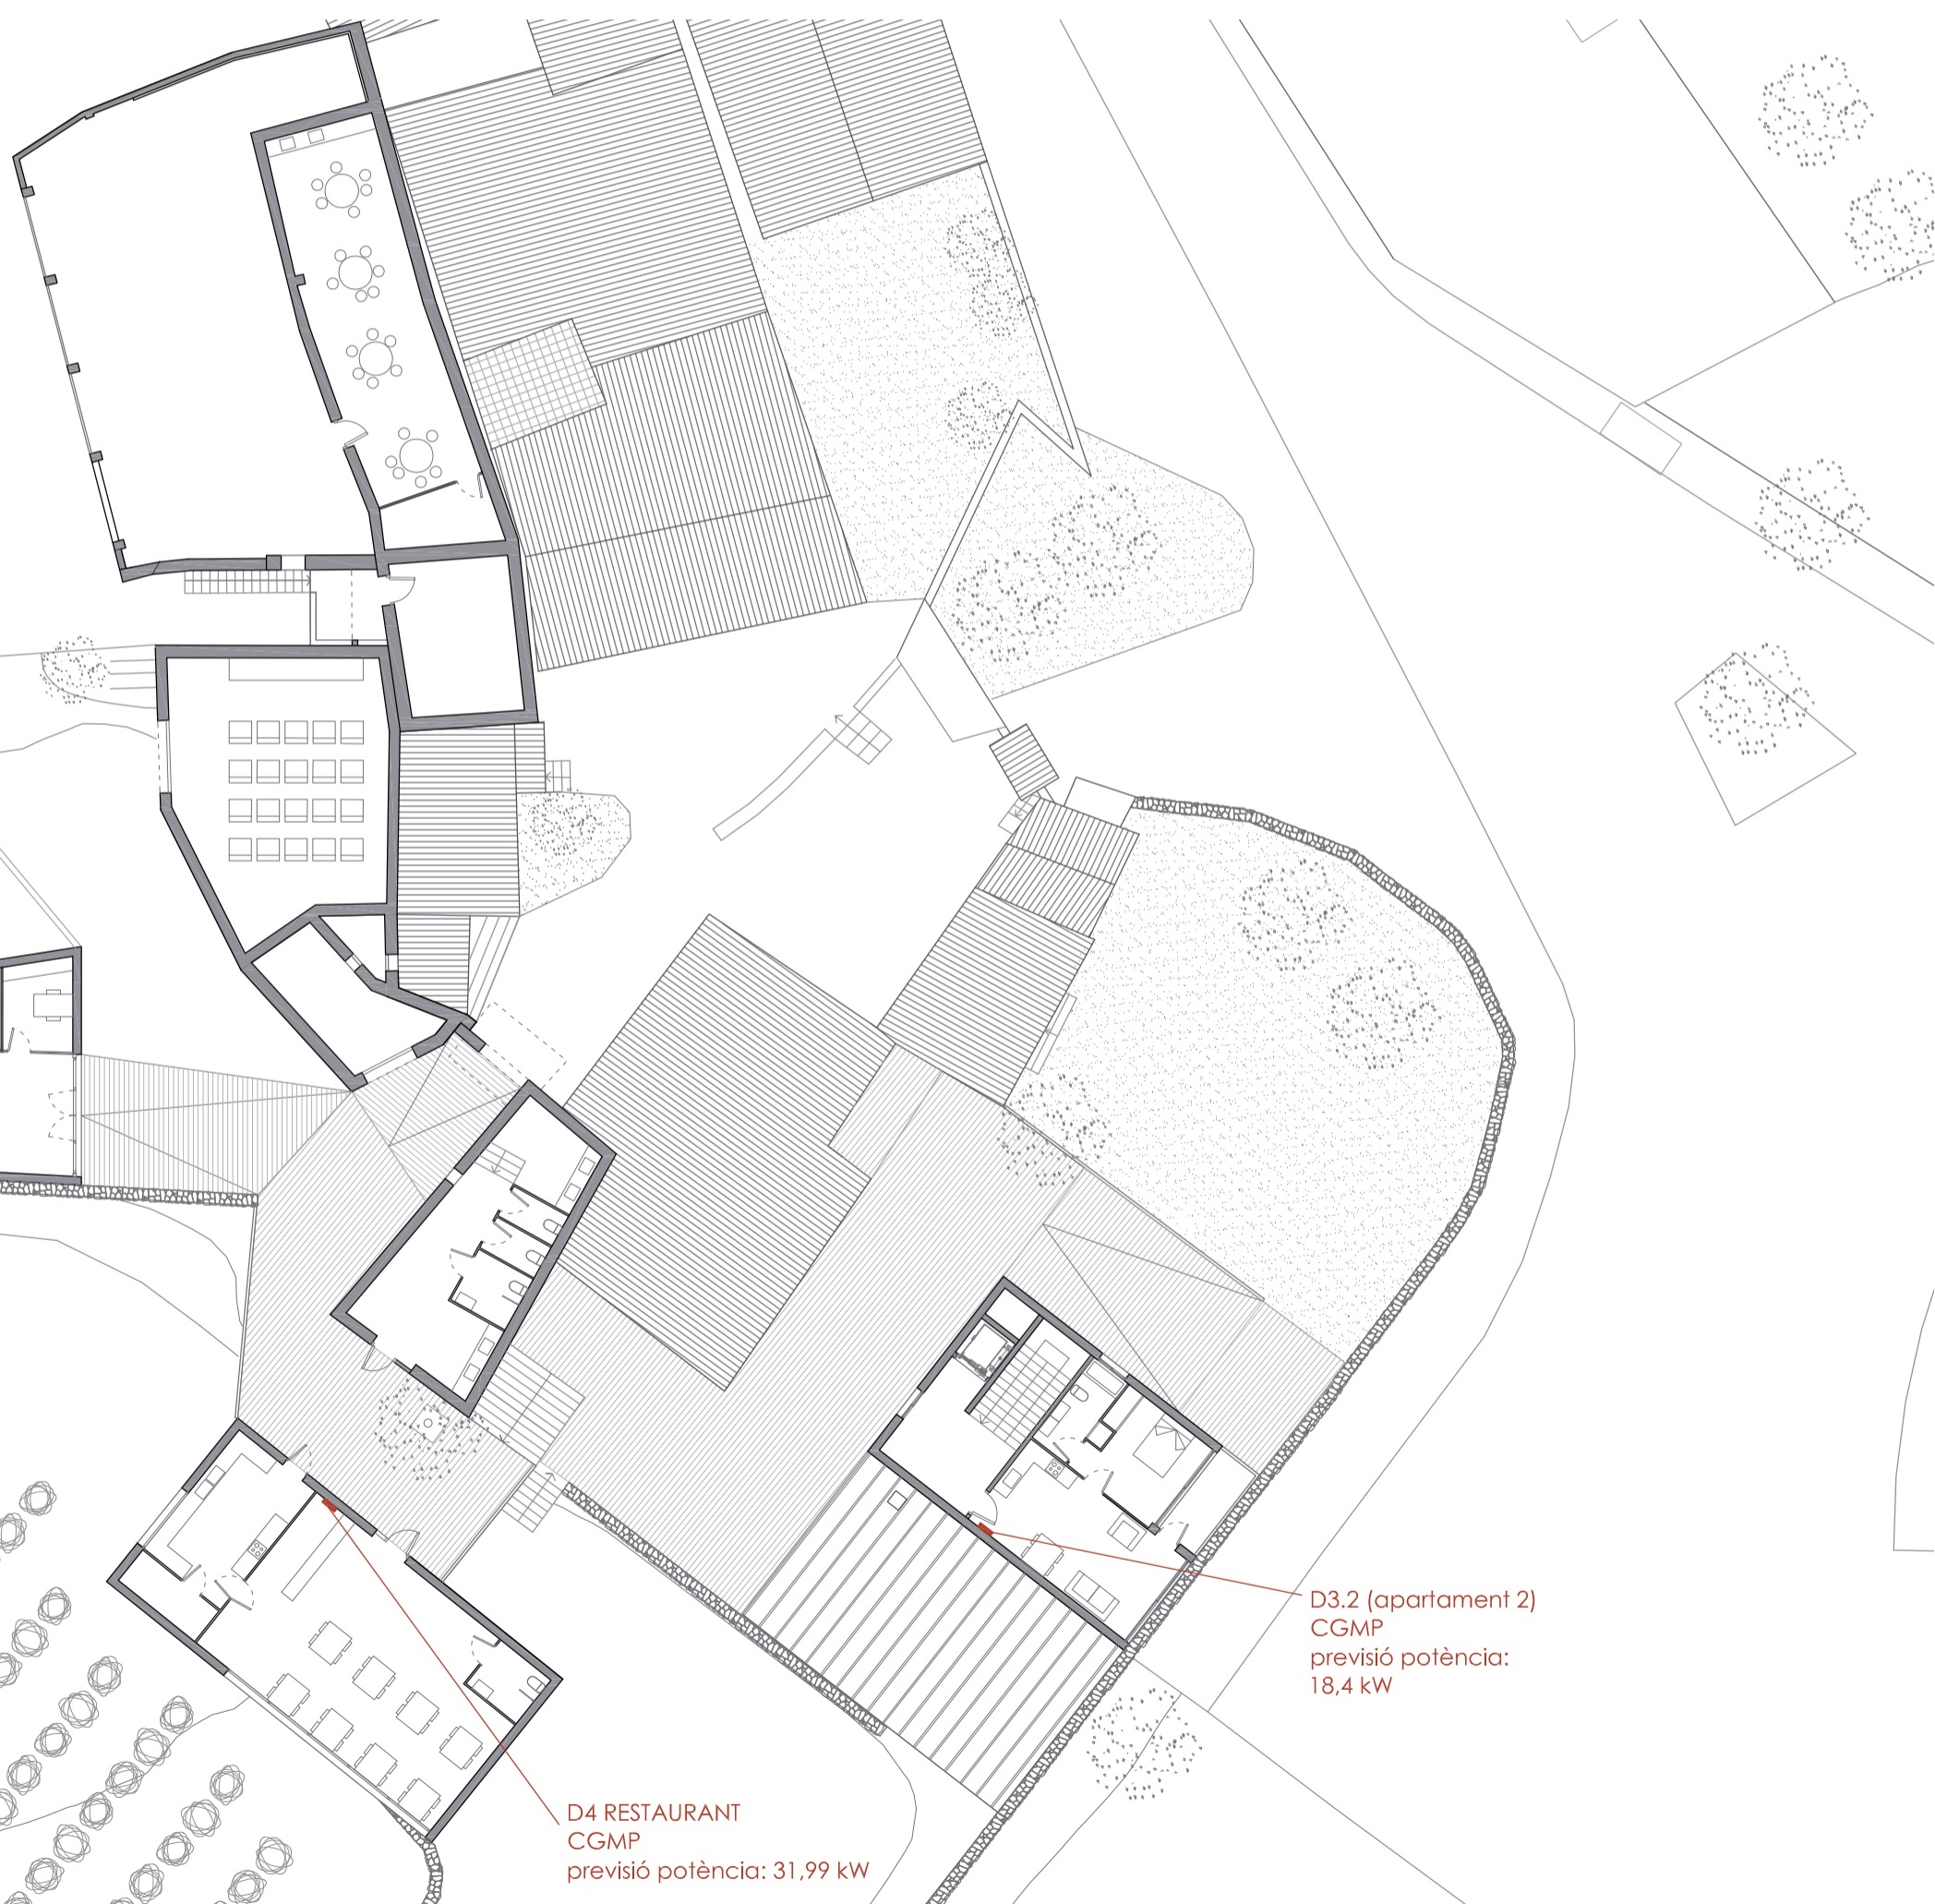 D3.2 (apartament 2)
CGMP
previsió potència:
18,4 kW
D4 RESTAURANT
CGMP
previsió potència: 31,99 kW